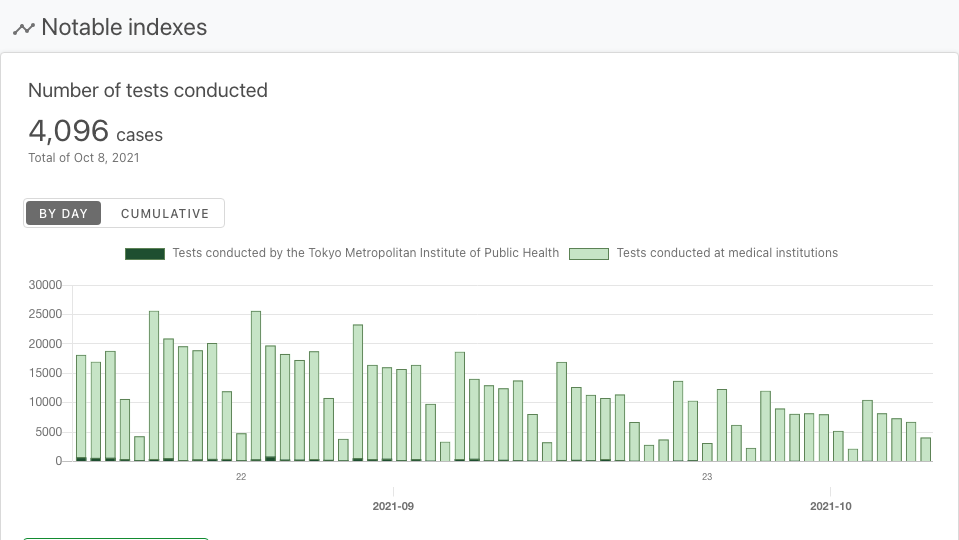 Notable indexes
Number of tests conducted
4,096 cases
Total of Oct 8, 2021
BY DAY CUMULATIVE
Tests conducted by the Tokyo Metropolitan Institute of Public Health Tests conducted at medical institutions
30000
25000
20000
15000
10000
5000
0
22 23
2021-09 2021-10